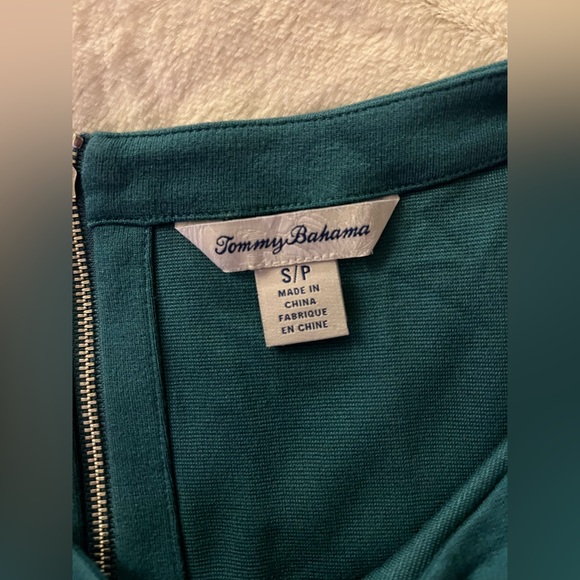 Tommy Bahama
S/P
MADE IN
CHINA
FABRIQUE
EN CHINE